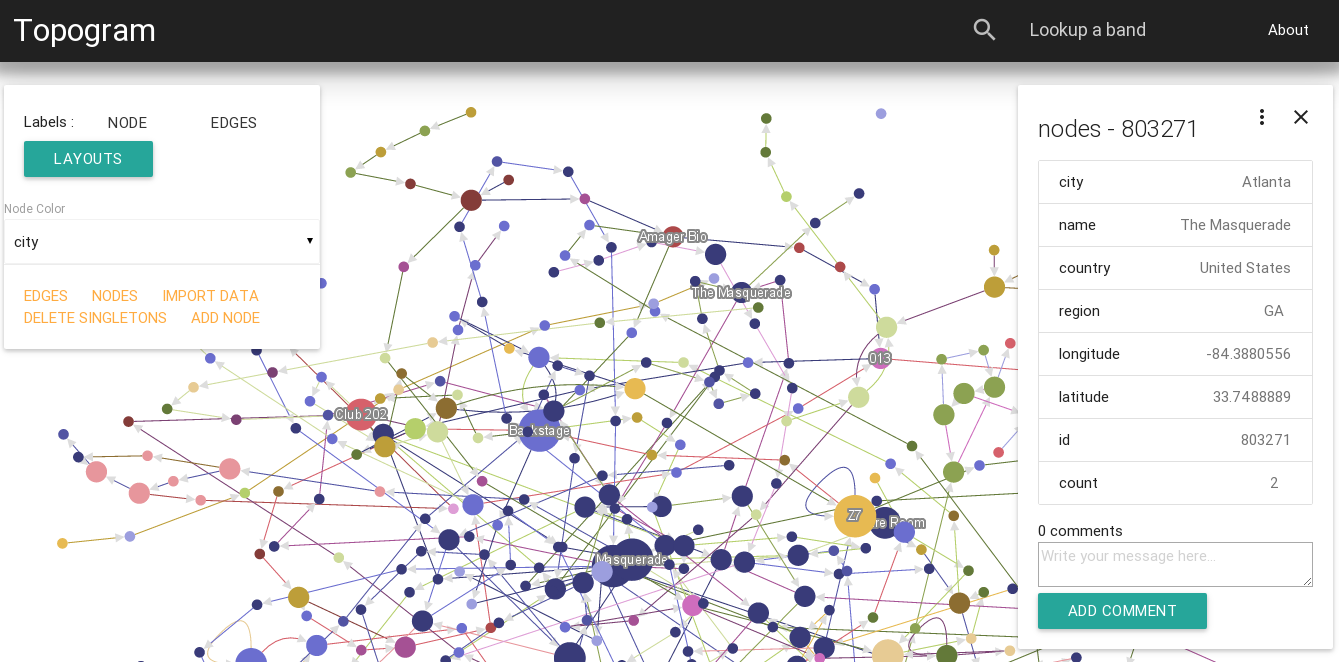 Topogram
Lookup a band
About
Labels :
NODE
EDGES
LAYOUTS
Node Color
city
EDGES
NODES
IMPORT DATA
DELETE SINGLETONS
ADD NODE
Amager Bio
The Masquerade
013
Club 202
Backstage
Z7
re Room
Masquerade
nodes - 803271
city Atlanta
name The Masquerade
country United States
region GA
longitude -84.3880556
latitude 33.7488889
id 803271
count 2
0 comments
Write your message here...
ADD COMMENT